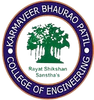 KARMAVEER BHAURAO PATIL
Rayat Shikshan
Sanstha's
COLLEGE OF ENGINEERING